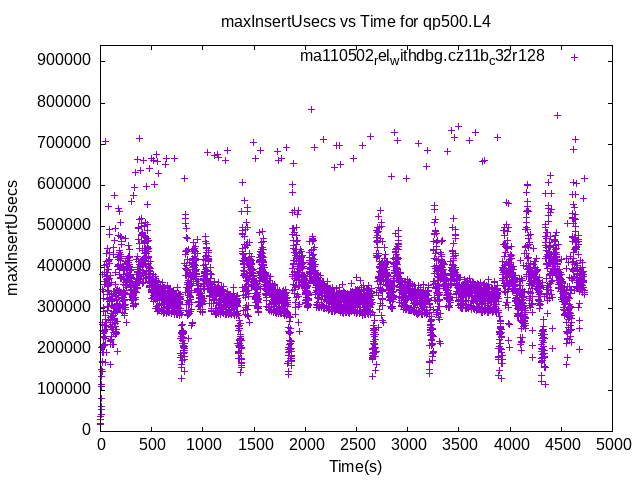 maxInsertUsecs vs Time for qp500.L4
ma110502relwithdbg.cz11bc32r128
900000
800000
700000
600000
500000
400000
300000
200000
100000
0
maxInsertUsecs
0 500 1000 1500 2000 2500 3000 3500 4000 4500 5000
Time(s)